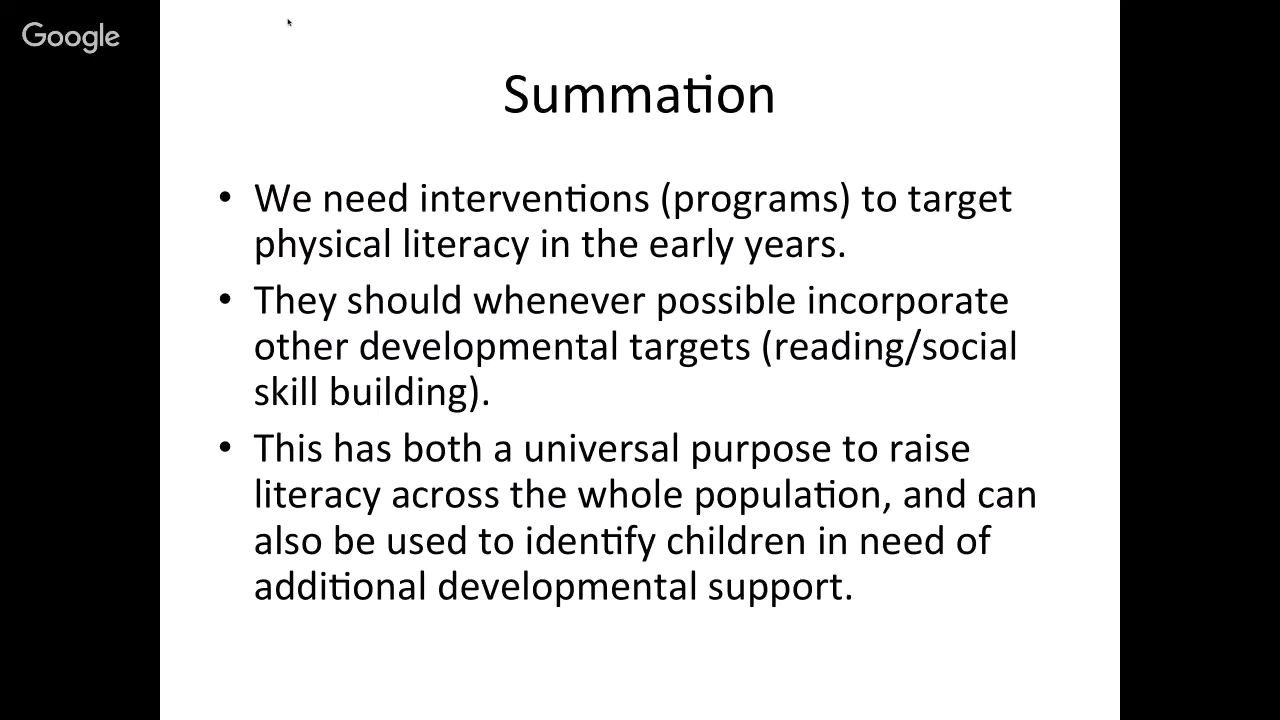 Google
Summation
• We need interventions (programs) to target
physical literacy in the early years.
• They should whenever possible incorporate
other developmental targets (reading/social
skill building).
• This has both a universal purpose to raise
literacy across the whole population, and can
also be used to identify children in need of
additional developmental support.